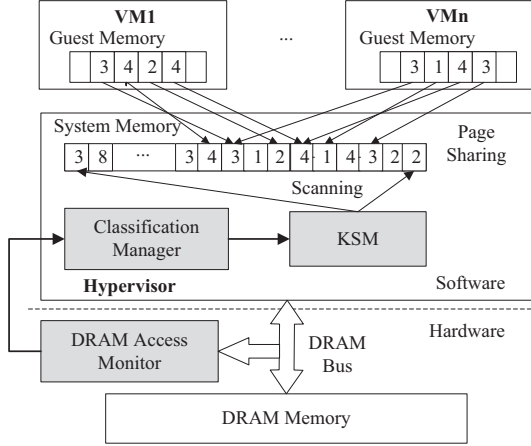 VM1
Guest Memory
3 4 2 4
...
VMn
Guest Memory
3 1 4 3
System Memory
Page
Sharing
3 8 ... 3 4 3 1 2 4 1 4 3 2 2
Scanning
Classification
Manager
KSM
Hypervisor
Software
Hardware
DRAM Access
Monitor
DRAM
Bus
DRAM Memory